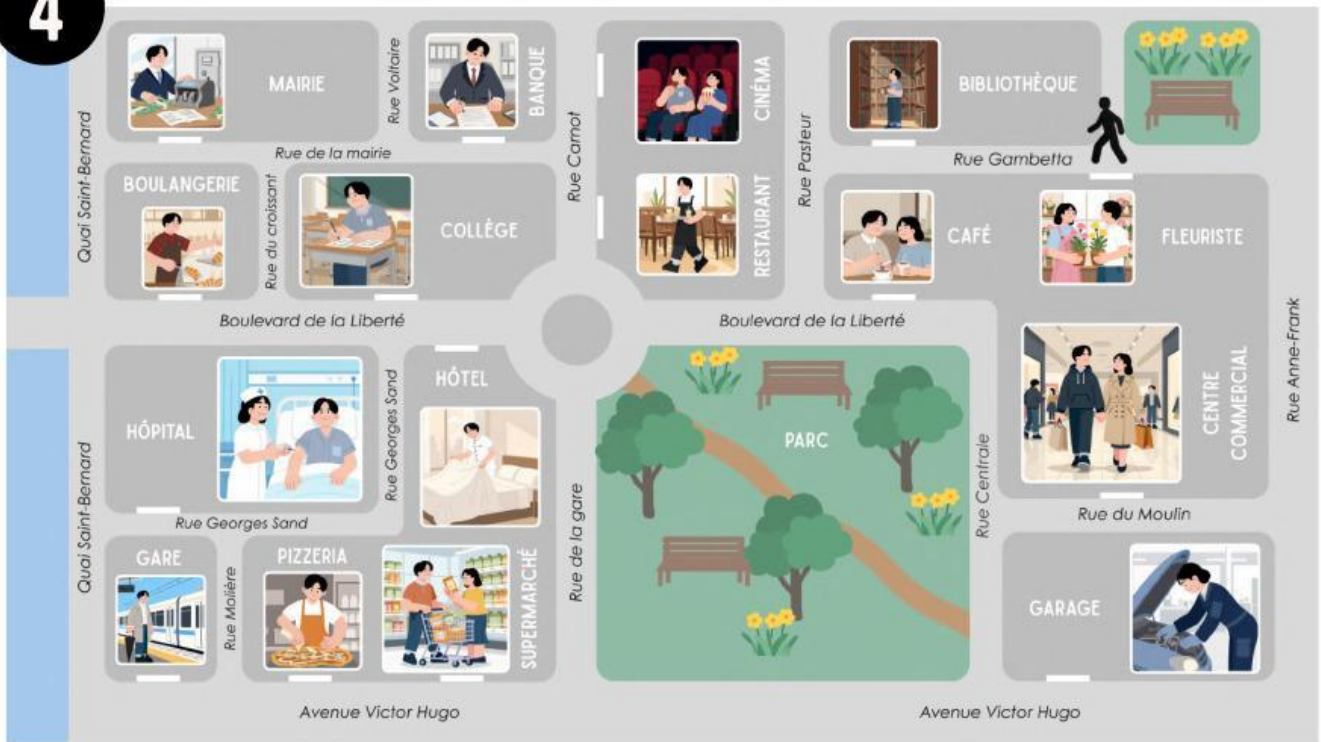 4
MAIRIE
Rue Voltaire
BANQUE
Rue Carnot
CINÉMA
Rue Pasteur
BIBLIOTHÈQUE
Quai Saint-Bernard
Rue de la mairie
Rue Gambetta
BOULANGERIE
Rue du croissant
COLLÈGE
RESTAURANT
CAFÉ
FLEURISTE
Boulevard de la Liberté
Boulevard de la Liberté
Rue Anne-Frank
HÔPITAL
Rue Georges Sand
HÔTEL
PARC
CENTRE
COMMERCIAL
Quai Saint-Bernard
Rue Georges Sand
Rue de la gare
Rue Centrale
Rue du Moulin
GARE
Rue Molière
PIZZERIA
SUPERMARCHÉ
GARAGE
Avenue Victor Hugo
Avenue Victor Hugo